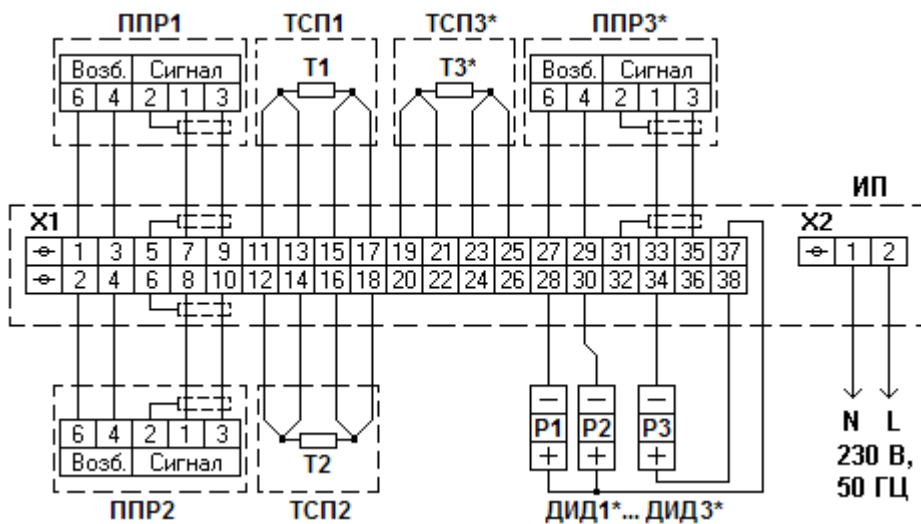 ППР1 ТСП1 ТСП3* ППР3*
Возб. Сигнал Т1 Т3* Возб. Сигнал
6 4 2 1 3 6 4 2 1 3
ИП
Х1 Х2
1 3 5 7 9 11 13 15 17 19 21 23 25 27 29 31 33 35 37 1 2
2 4 6 8 10 12 14 16 18 20 22 24 26 28 30 32 34 36 38
− − −
6 4 2 1 3 Р1 Р2 Р3 N L
Возб. Сигнал Т2 + + + 230 В,
50 ГЦ
ППР2 ТСП2 ДИД1*... ДИД3*